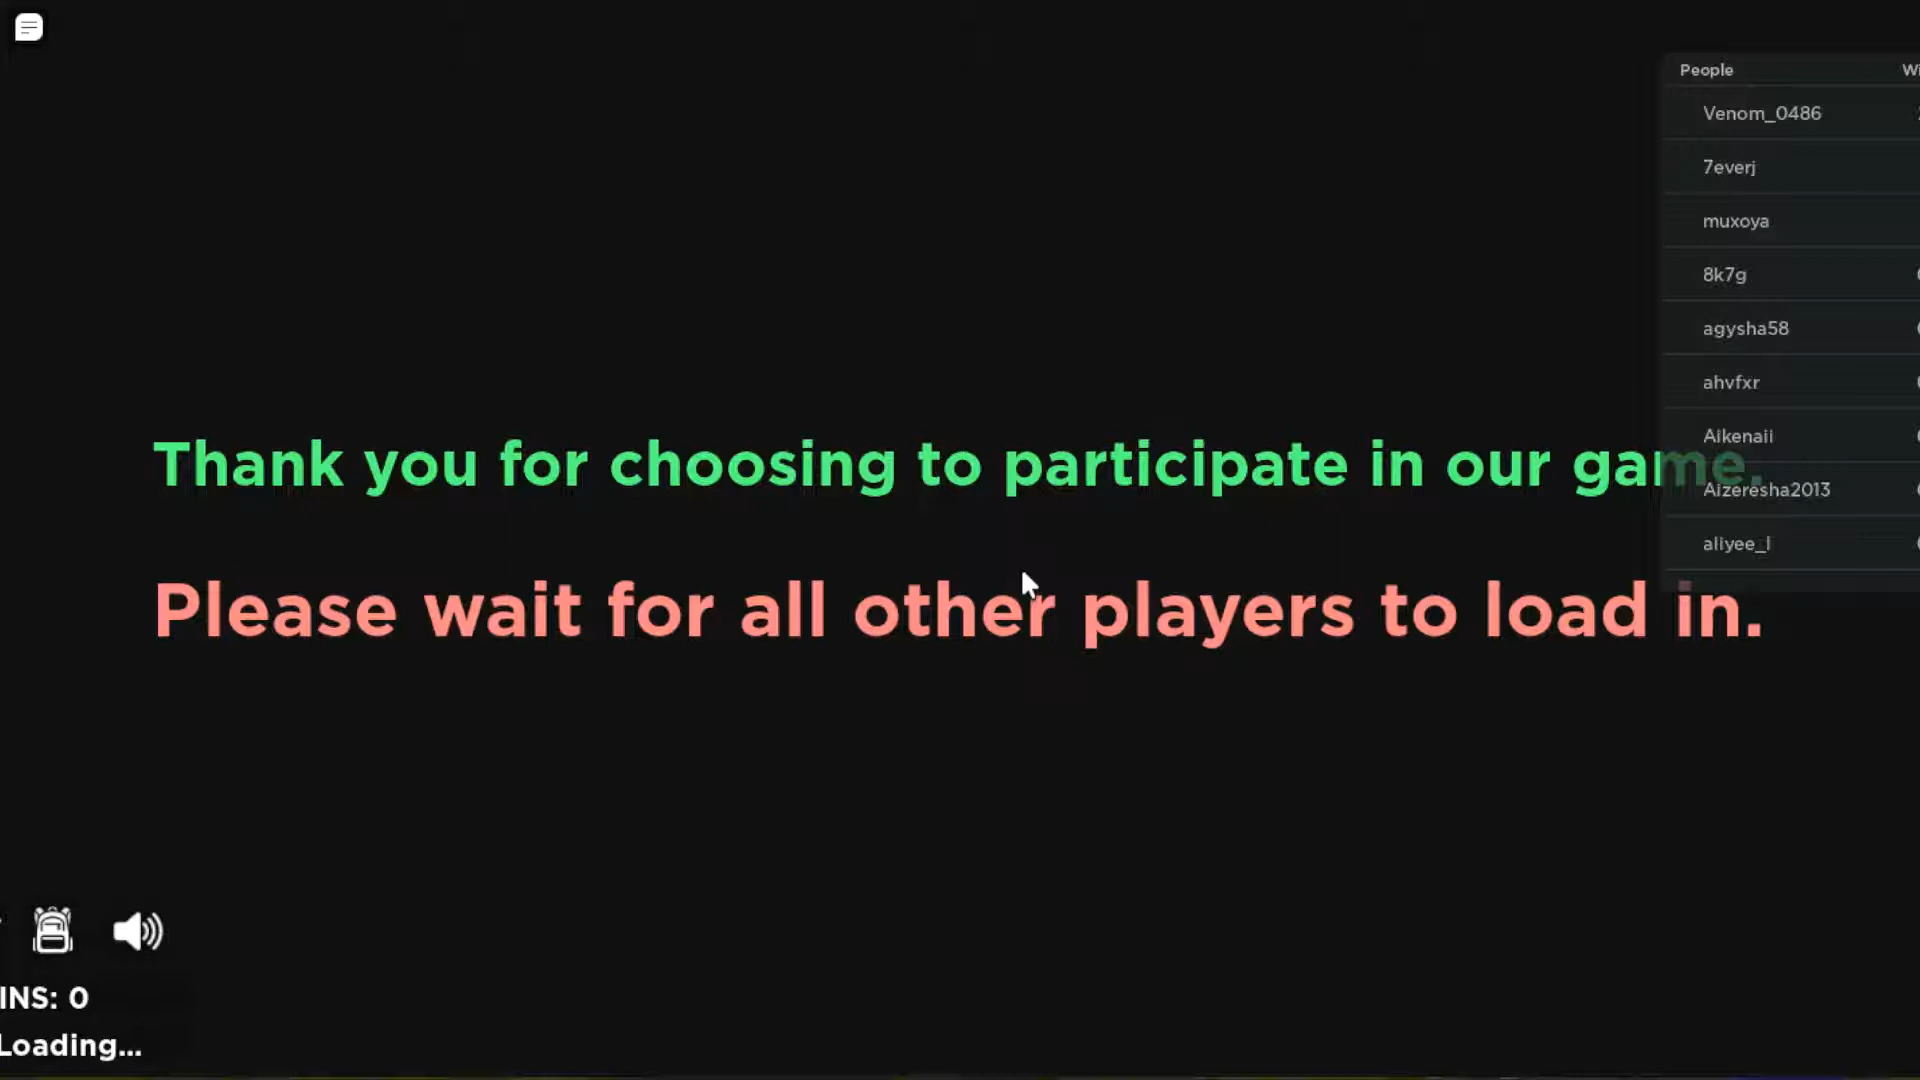 People
Venom_0486
7everj
muxoya
8k7g
agysha58
ahvfxr
Aikenaii
Thank you for choosing to participate in our game.
Aizeresha2013
aliyee_l
Please wait for all other players to load in.
INS: 0
Loading...